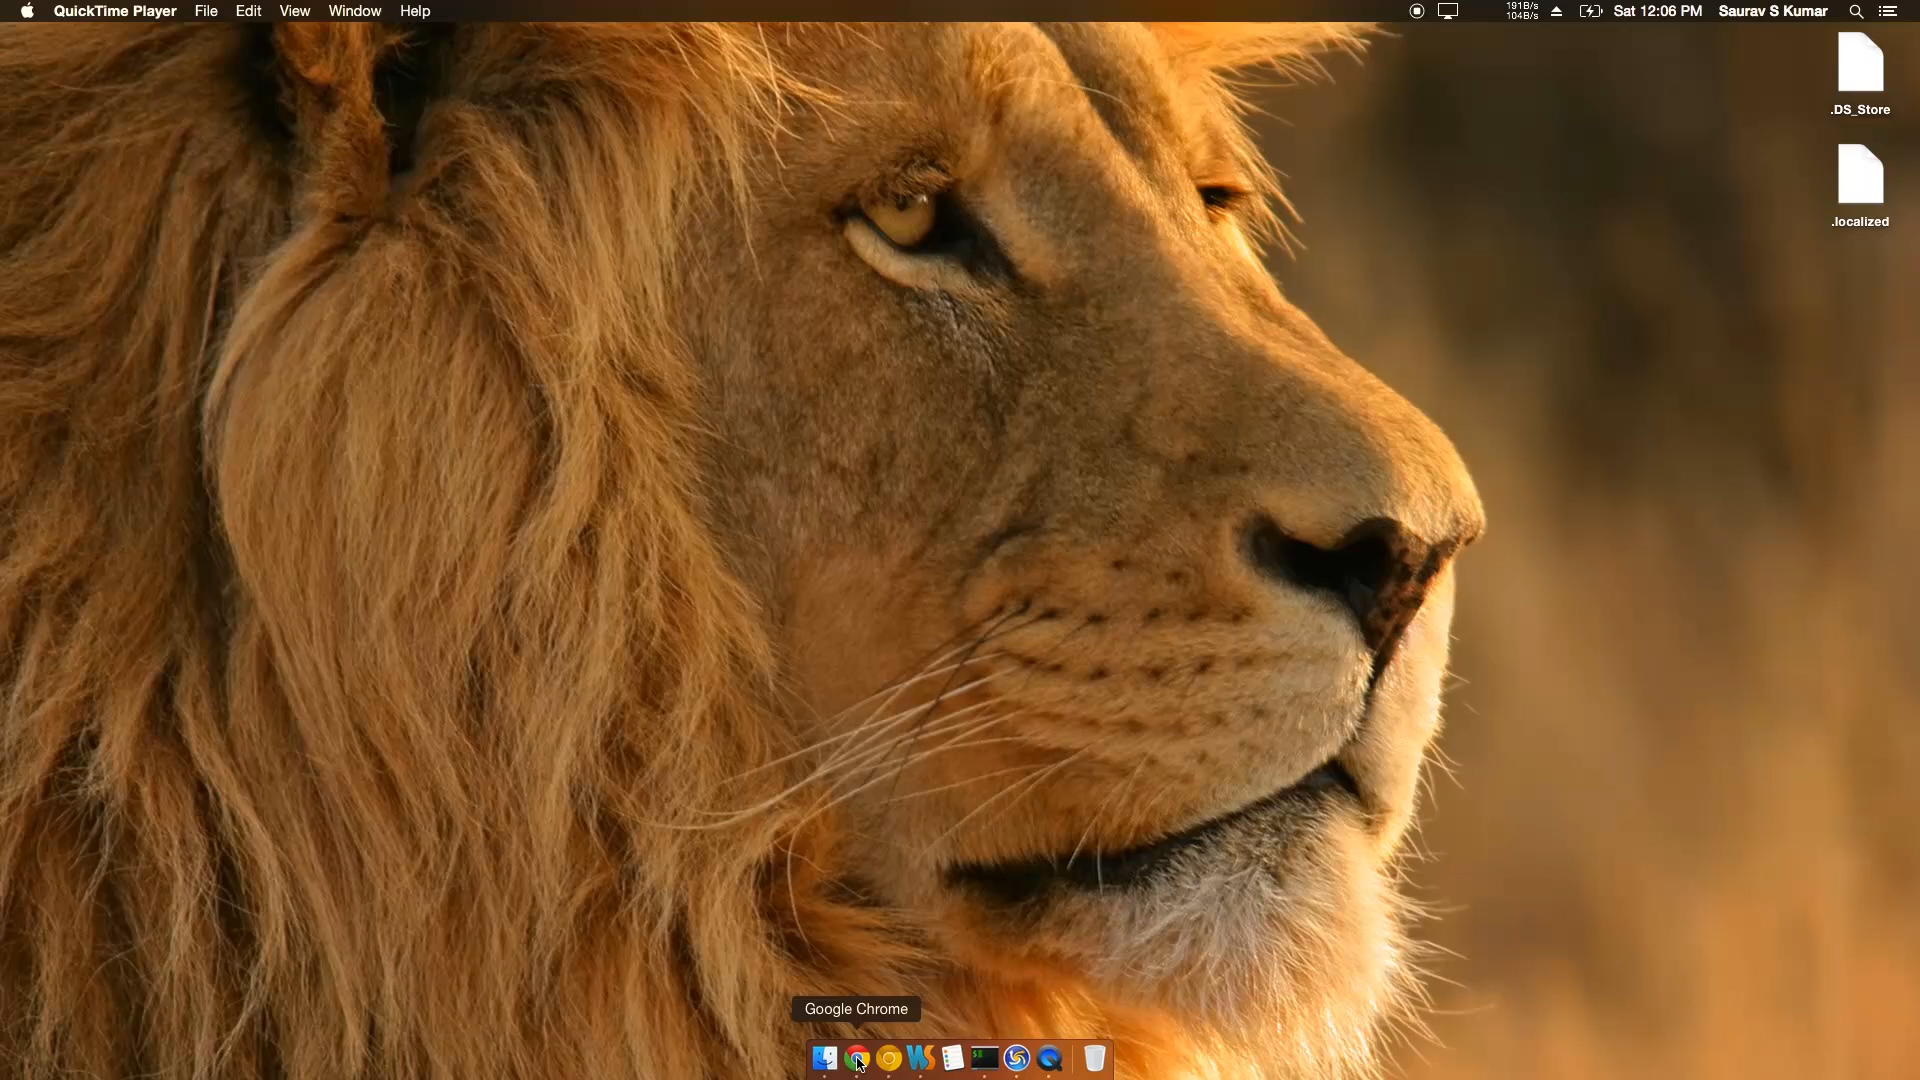 QuickTime Player File Edit View Window Help
191B/s
104B/s
Sat 12:06 PM Saurav S Kumar
.DS_Store
.localized
Google Chrome
WS
$